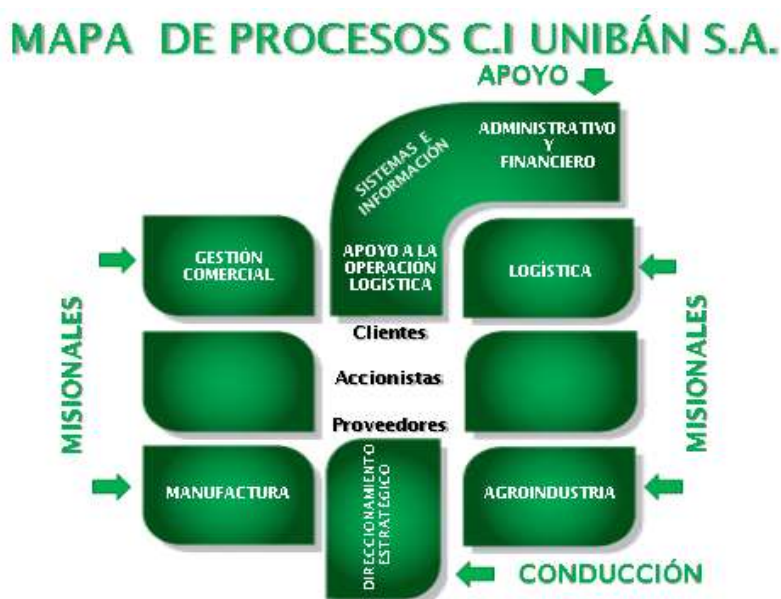 MAPA DE PROCESOS C.I UNIBÁN S.A.
APOYO
SISTEMAS E
INFORMACIÓN
ADMINISTRATIVO
Y
FINANCIERO
GESTIÓN
COMERCIAL
APOYO A LA
OPERACIÓN
LOGÍSTICA
LOGÍSTICA
MISIONALES
Clientes
Accionistas
Proveedores
MISIONALES
MANUFACTURA
DIRECCIONAMIENTO
ESTRATÉGICO
AGROINDUSTRIA
CONDUCCIÓN